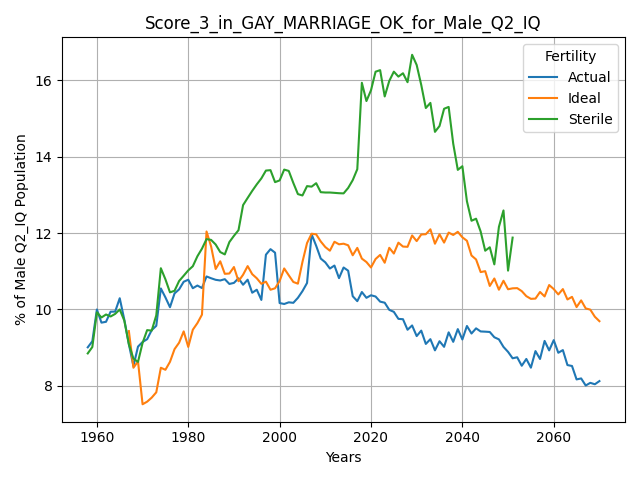 Score_3_in_GAY_MARRIAGE_OK_for_Male_Q2_IQ
Fertility
Actual
Ideal
Sterile
% of Male Q2_IQ Population
16
14
12
10
8
1960
1980
2000
2020
2040
2060
Years